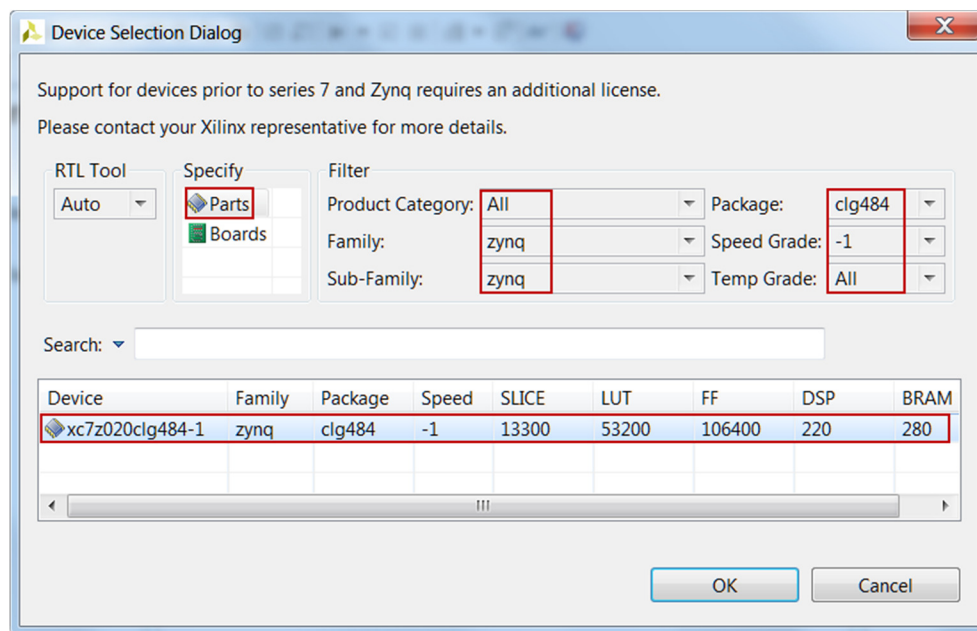 Device Selection Dialog
Support for devices prior to series 7 and Zynq requires an additional license.
Please contact your Xilinx representative for more details.
RTL Tool Specify Filter
Auto Parts Product Category: All Package: clg484
Boards Family: zynq Speed Grade: -1
Sub-Family: zynq Temp Grade: All
Search:
Device Family Package Speed SLICE LUT FF DSP BRAM
xc7z020clg484-1 zynq clg484 -1 13300 53200 106400 220 280
OK Cancel